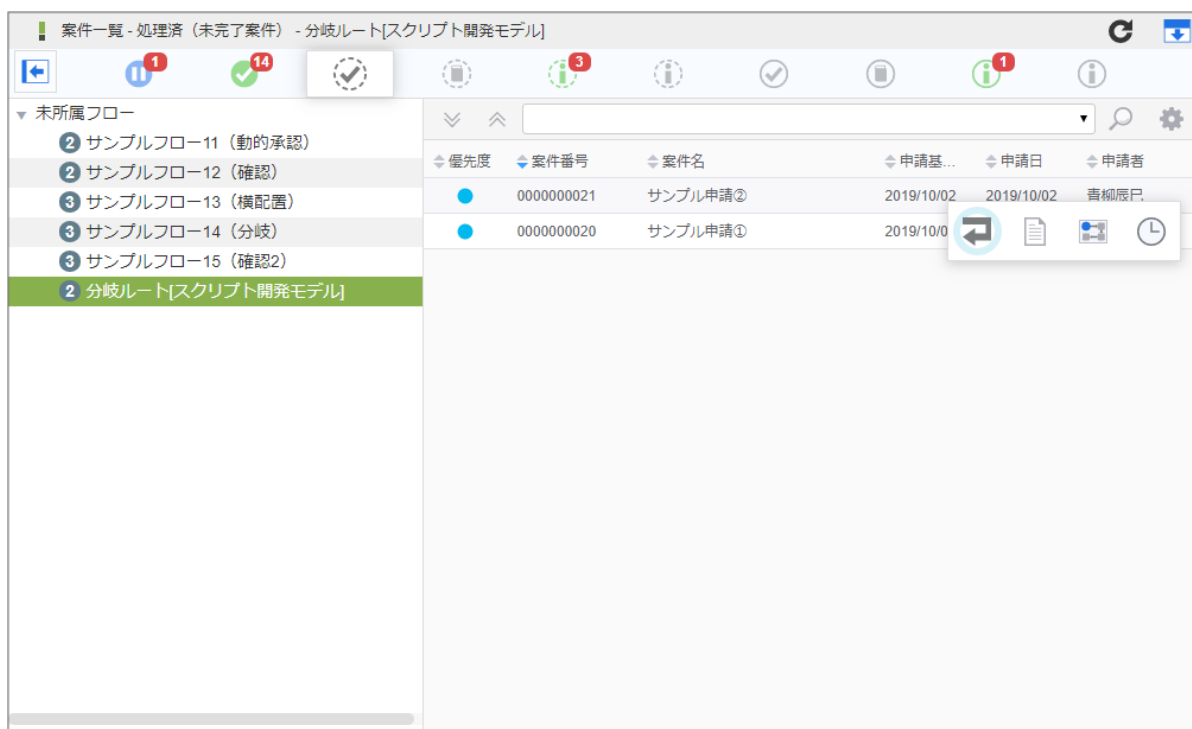 案件一覧 - 処理済（未完了案件） - 分岐ルート[スクリプト開発モデル]
1 14 3 1
未所属フロー
2 サンプルフロー11（動的承認）
2 サンプルフロー12（確認）
3 サンプルフロー13（横配置）
3 サンプルフロー14（分岐）
3 サンプルフロー15（確認2）
2 分岐ルート[スクリプト開発モデル]
優先度 案件番号 案件名 申請基... 申請日 申請者
0000000021 サンプル申請② 2019/10/02 2019/10/02 青柳辰巳
0000000020 サンプル申請① 2019/10/0